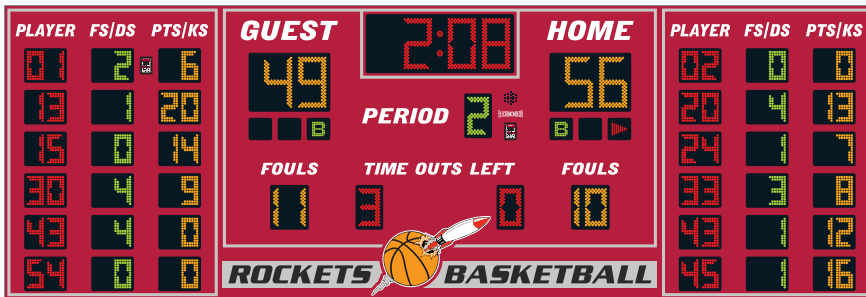 PLAYER FS/DS PTS/KS
01 2 6
13 1 20
15 0 14
30 4 9
43 4 0
54 0 0
GUEST 2:08 HOME
49 56
PERIOD 2
B B
FOULS TIME OUTS LEFT FOULS
11 3 0 10
ROCKETS BASKETBALL
PLAYER FS/DS PTS/KS
02 0 0
20 4 13
24 1 7
33 3 8
43 1 12
45 1 16